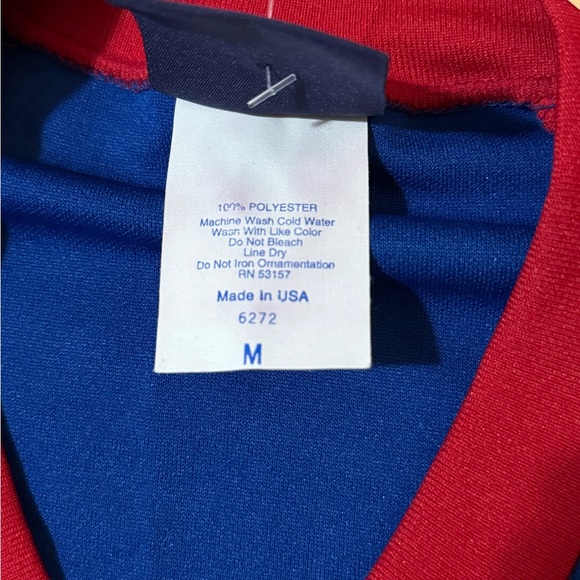 100% POLYESTER
Machine Wash Cold Water
Wash With Like Color
Do Not Bleach
Line Dry
Do Not Iron Ornamentation
RN 53157
Made In USA
6272
M